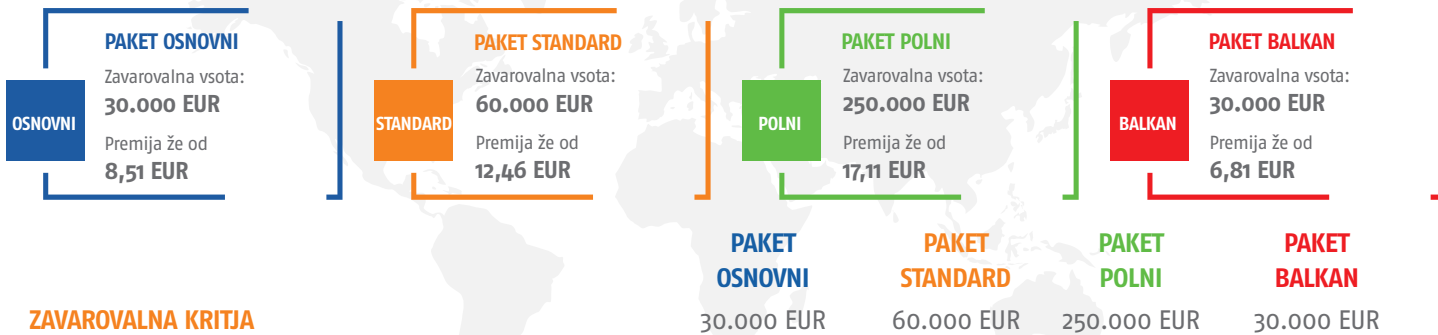 OSNOVNI
PAKET OSNOVNI
Zavarovalna vsota:
30.000 EUR
Premija že od
8,51 EUR
STANDARD
PAKET STANDARD
Zavarovalna vsota:
60.000 EUR
Premija že od
12,46 EUR
POLNI
PAKET POLNI
Zavarovalna vsota:
250.000 EUR
Premija že od
17,11 EUR
BALKAN
PAKET BALKAN
Zavarovalna vsota:
30.000 EUR
Premija že od
6,81 EUR
ZAVAROVALNA KRITJA
PAKET
OSNOVNI
30.000 EUR
PAKET
STANDARD
60.000 EUR
PAKET
POLNI
250.000 EUR
PAKET
BALKAN
30.000 EUR